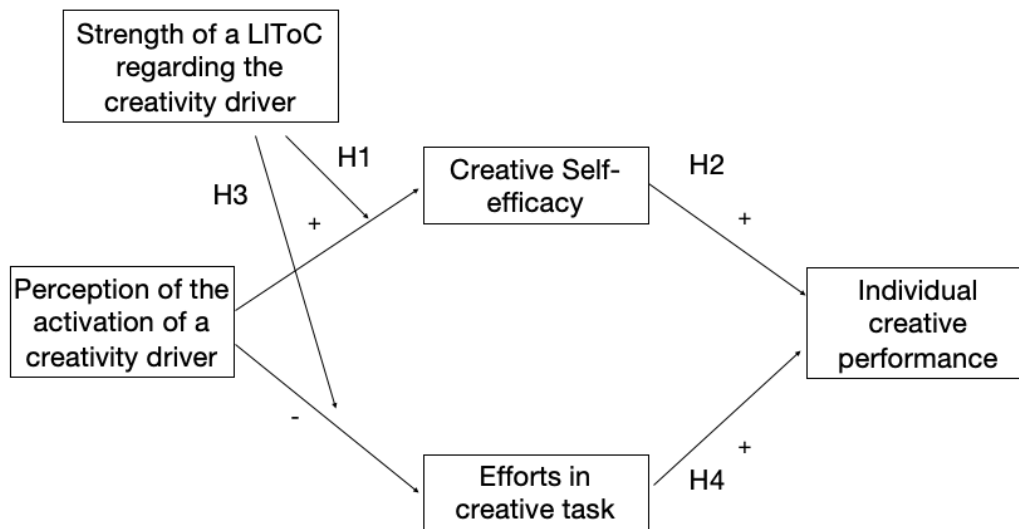 Strength of a LIToC
regarding the
creativity driver
H1
H3
+
Creative Self-
efficacy
H2
+
Perception of the
activation of a
creativity driver
Individual
creative
performance
-
+
H4
Efforts in
creative task